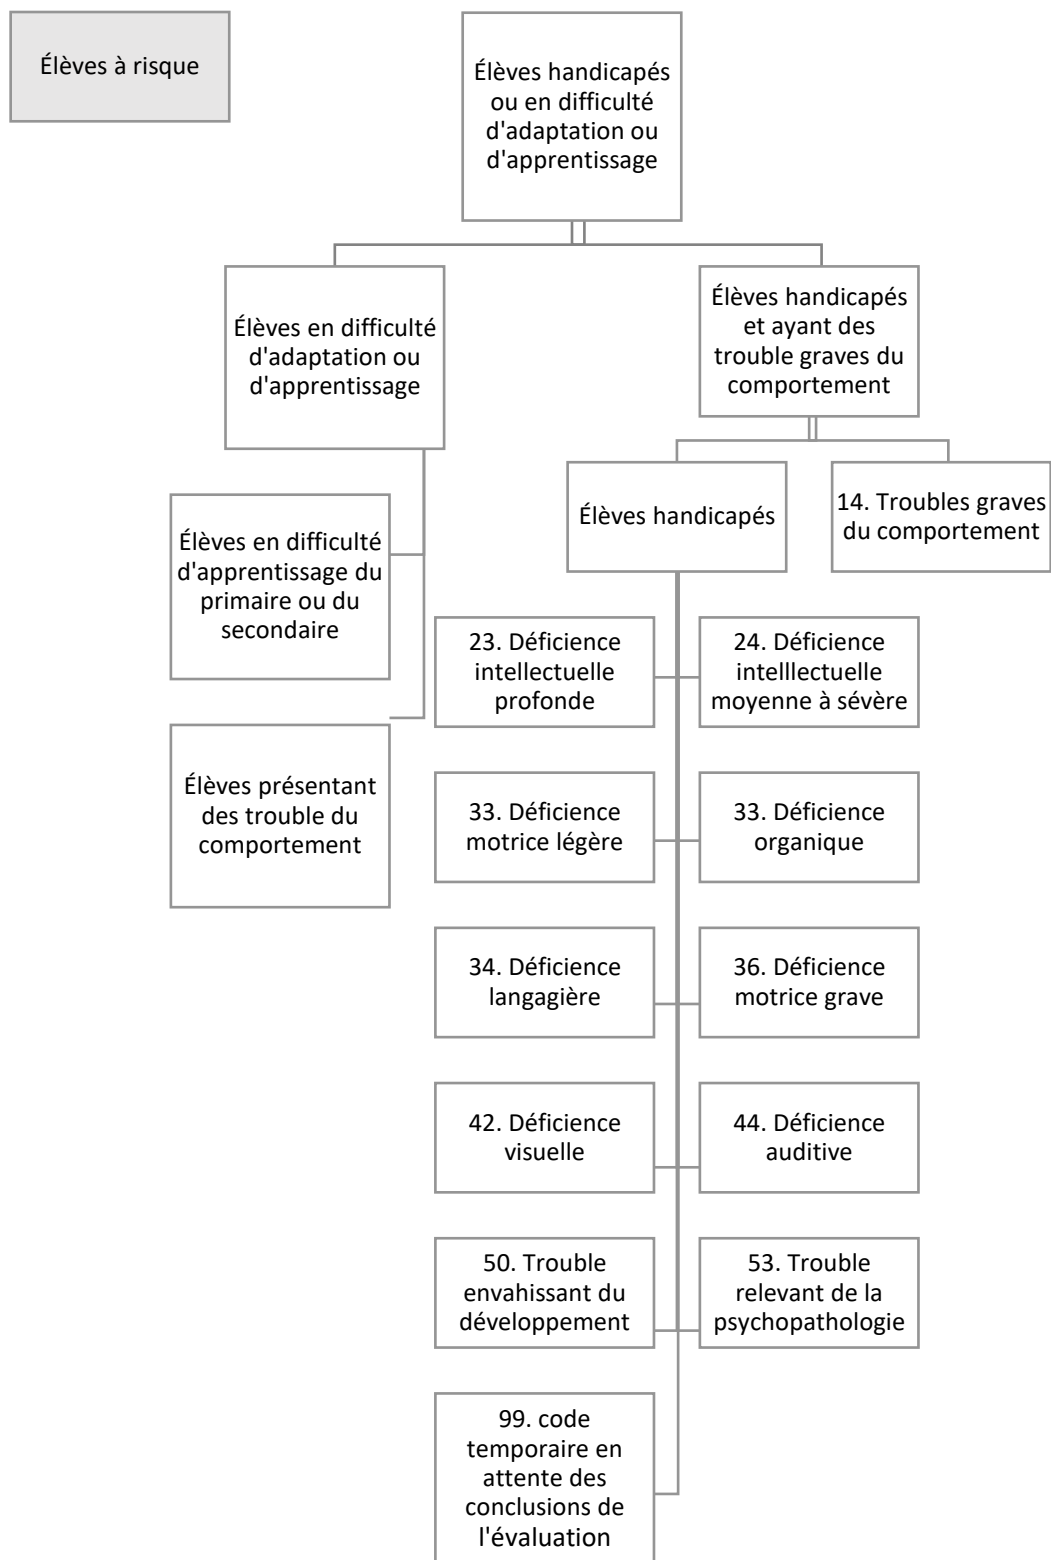 Élèves à risque
Élèves handicapés
ou en difficulté
d'adaptation ou
d'apprentissage
Élèves en difficulté
d'adaptation ou
d'apprentissage
Élèves handicapés
et ayant des
trouble graves du
comportement
Élèves en difficulté
d'apprentissage du
primaire ou du
secondaire
Élèves présentant
des trouble du
comportement
Élèves handicapés
14. Troubles graves
du comportement
23. Déficience
intellectuelle
profonde
24. Déficience
intelllectuelle
moyenne à sévère
33. Déficience
motrice légère
33. Déficience
organique
34. Déficience
langagière
36. Déficience
motrice grave
42. Déficience
visuelle
44. Déficience
auditive
50. Trouble
envahissant du
développement
53. Trouble
relevant de la
psychopathologie
99. code
temporaire en
attente des
conclusions de
l'évaluation